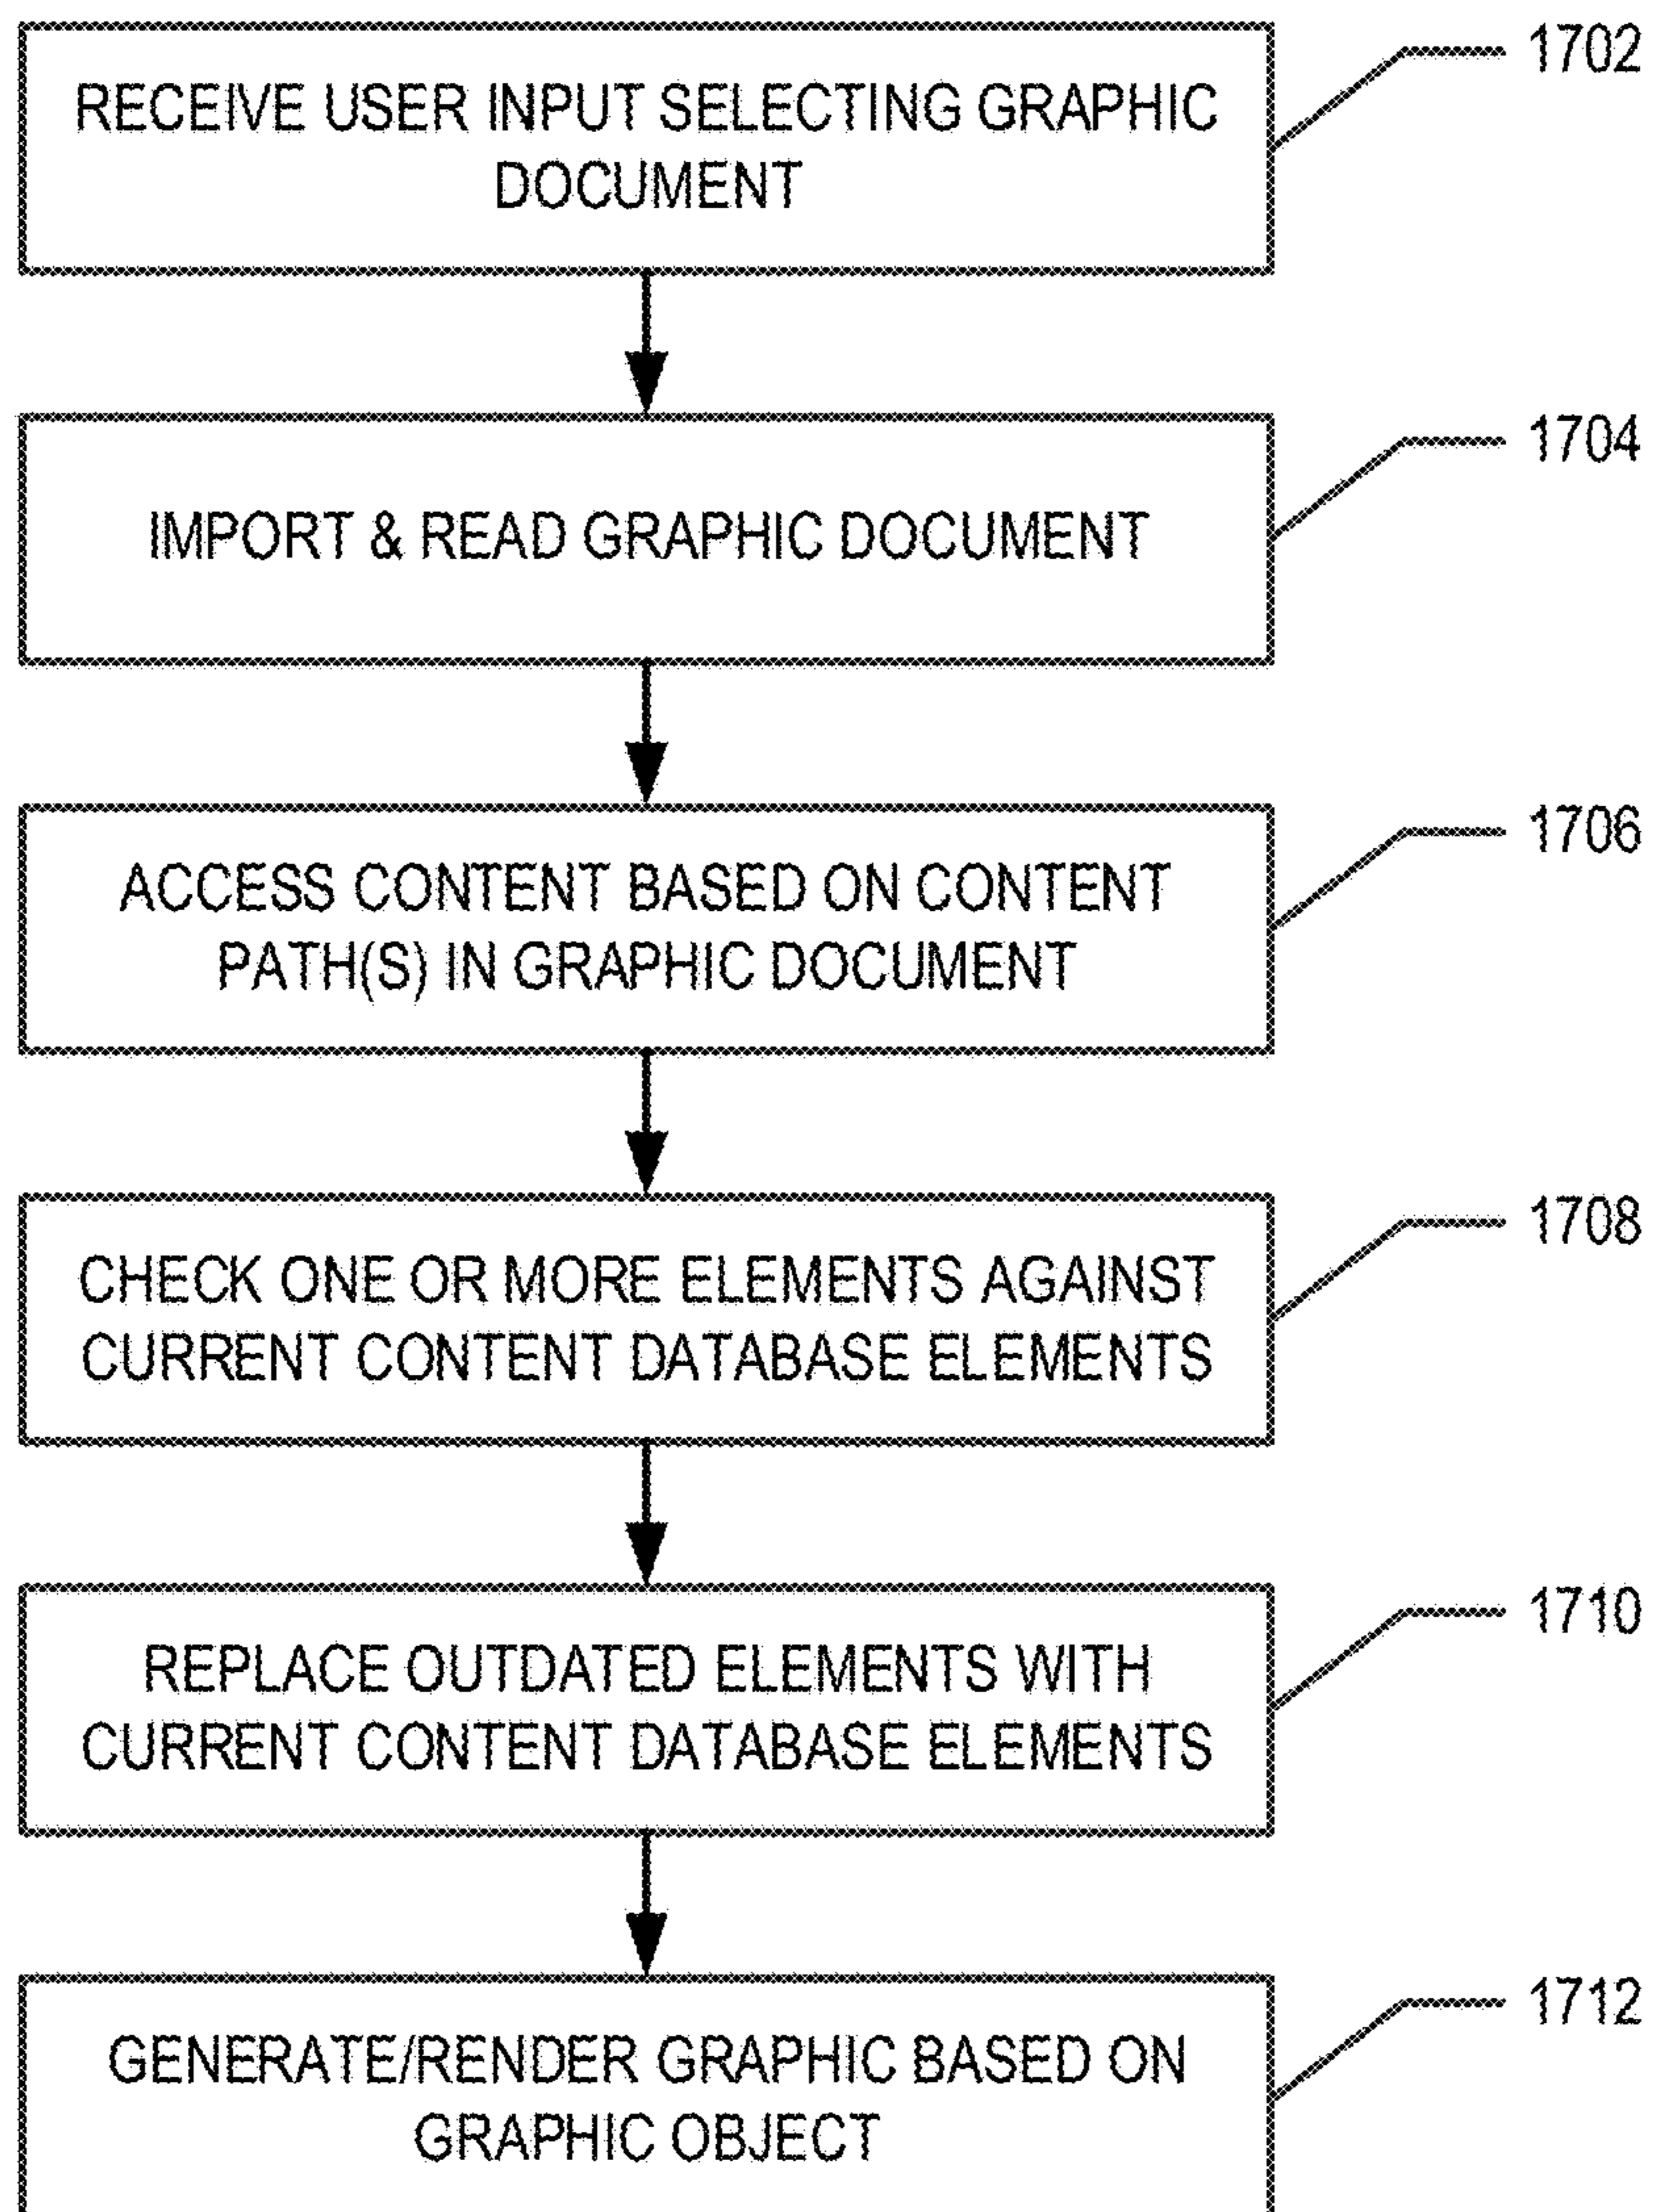 RECEIVE USER INPUT SELECTING GRAPHIC
DOCUMENT
1702
IMPORT & READ GRAPHIC DOCUMENT
1704
ACCESS CONTENT BASED ON CONTENT
PATH(S) IN GRAPHIC DOCUMENT
1706
CHECK ONE OR MORE ELEMENTS AGAINST
CURRENT CONTENT DATABASE ELEMENTS
1708
REPLACE OUTDATED ELEMENTS WITH
CURRENT CONTENT DATABASE ELEMENTS
1710
GENERATE/RENDER GRAPHIC BASED ON
GRAPHIC OBJECT
1712